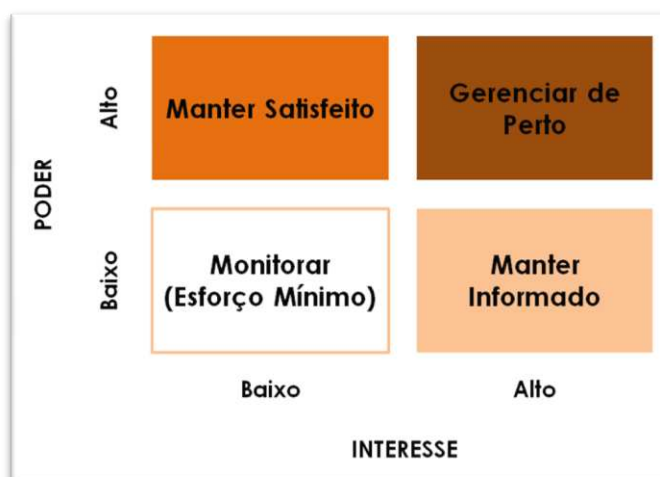 PODER
Alto
Manter Satisfeito
Gerenciar de
Perto
Baixo
Monitorar
(Esforço Mínimo)
Manter
Informado
Baixo
Alto
INTERESSE